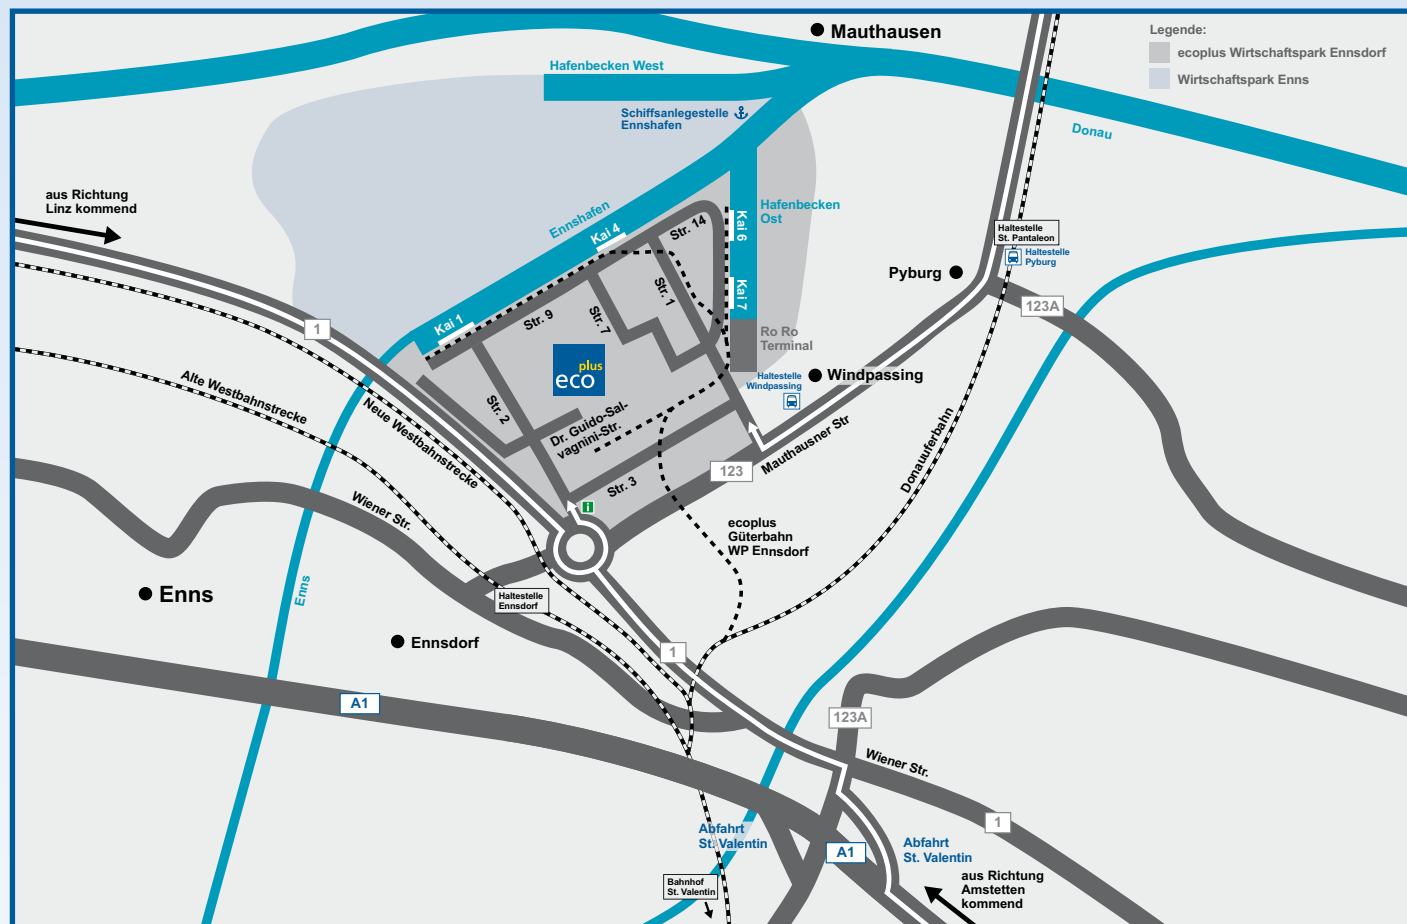 Mauthausen
Legende:
ecoplus Wirtschaftspark Ennsdorf
Wirtschaftspark Enns
Hafenbecken West
Schiffsanlegestelle
Ennshafen
Donau
aus Richtung
Linz kommend
Ennshafen
Hafenbecken
Ost
Kai 6
Kai 4
Str. 14
Haltestelle
St. Pantaleon
Haltestelle
Pyburg
Pyburg
Kai 7
Str. 1
123A
Kai 1
Str. 9
Str. 7
1
Ro Ro
Terminal
plus
eco
Haltestelle
Windpassing
Windpassing
Alte Westbahnstrecke
Neue Westbahnstrecke
Str. 2
Dr. Guido-Sal-
vagnini-Str.
Mauthausner Str
Donauuferbahn
123
Str. 3
i
Wiener Str.
ecoplus
Güterbahn
WP Ennsdorf
Enns
Enns
Haltestelle
Ennsdorf
Ennsdorf
1
A1
123A
Wiener Str.
1
Abfahrt
St. Valentin
A1
Abfahrt
St. Valentin
Bahnhof
St. Valentin
aus Richtung
Amstetten
kommend